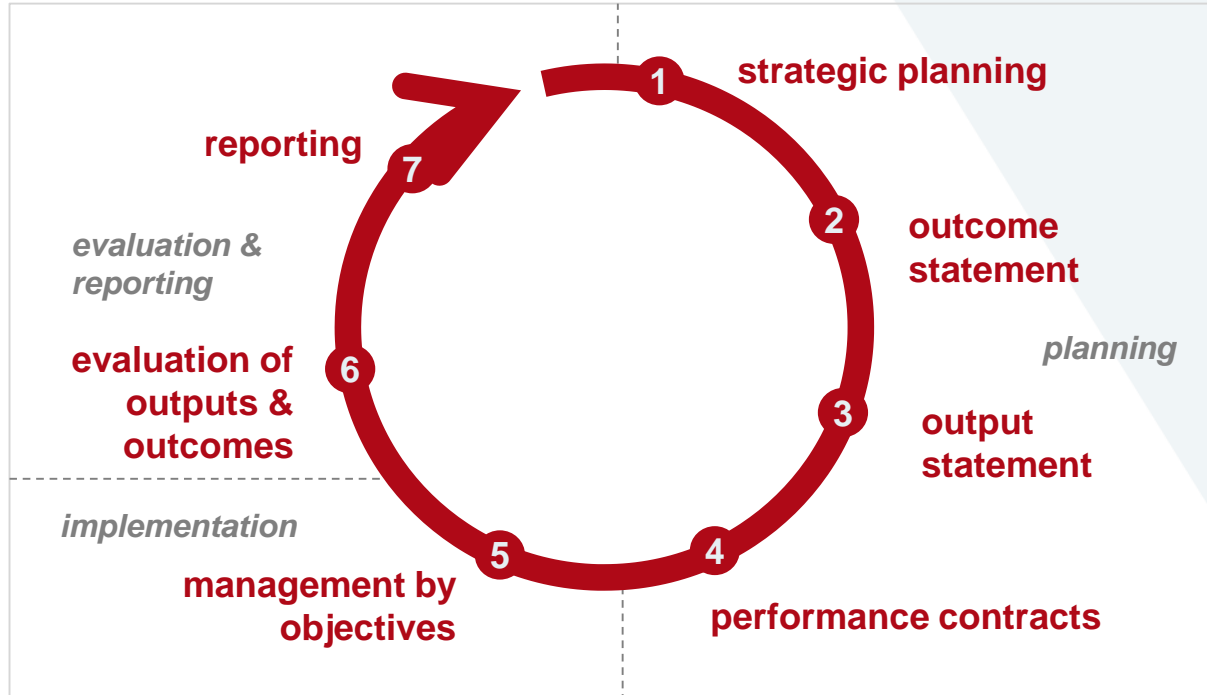 1
strategic planning
2
outcome
statement
planning
3
output
statement
4
performance contracts
5
management by
objectives
implementation
6
evaluation of
outputs &
outcomes
evaluation &
reporting
7
reporting